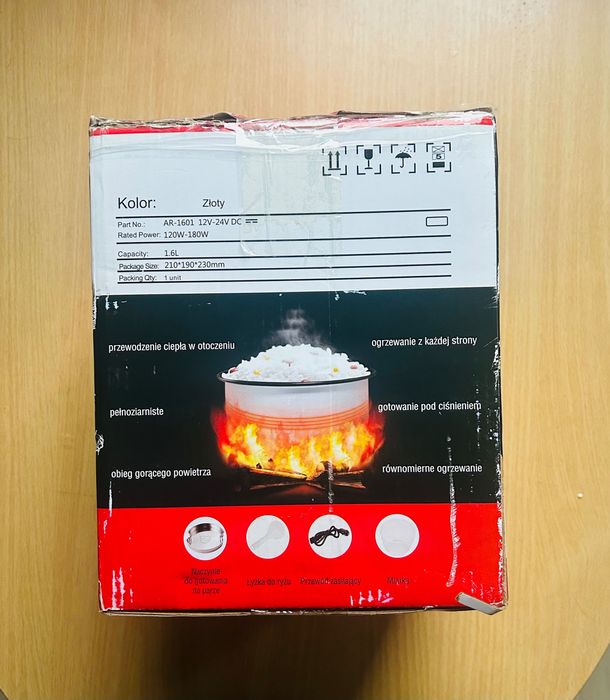 5
Kolor: Złoty
Part No.: AR-1601 12V-24V DC
Rated Power: 120W-180W
Capacity: 1.6L
Package Size: 210*190*230mm
Packing Qty: 1 unit
przewodzenie ciepła w otoczeniu
ogrzewanie z każdej strony
pełnoziarniste
gotowanie pod ciśnieniem
obieg gorącego powietrza
równomierne ogrzewanie
Naczynie
do gotowania
na parze
Łyżka do ryżu
Przewód zasilający
Miarka